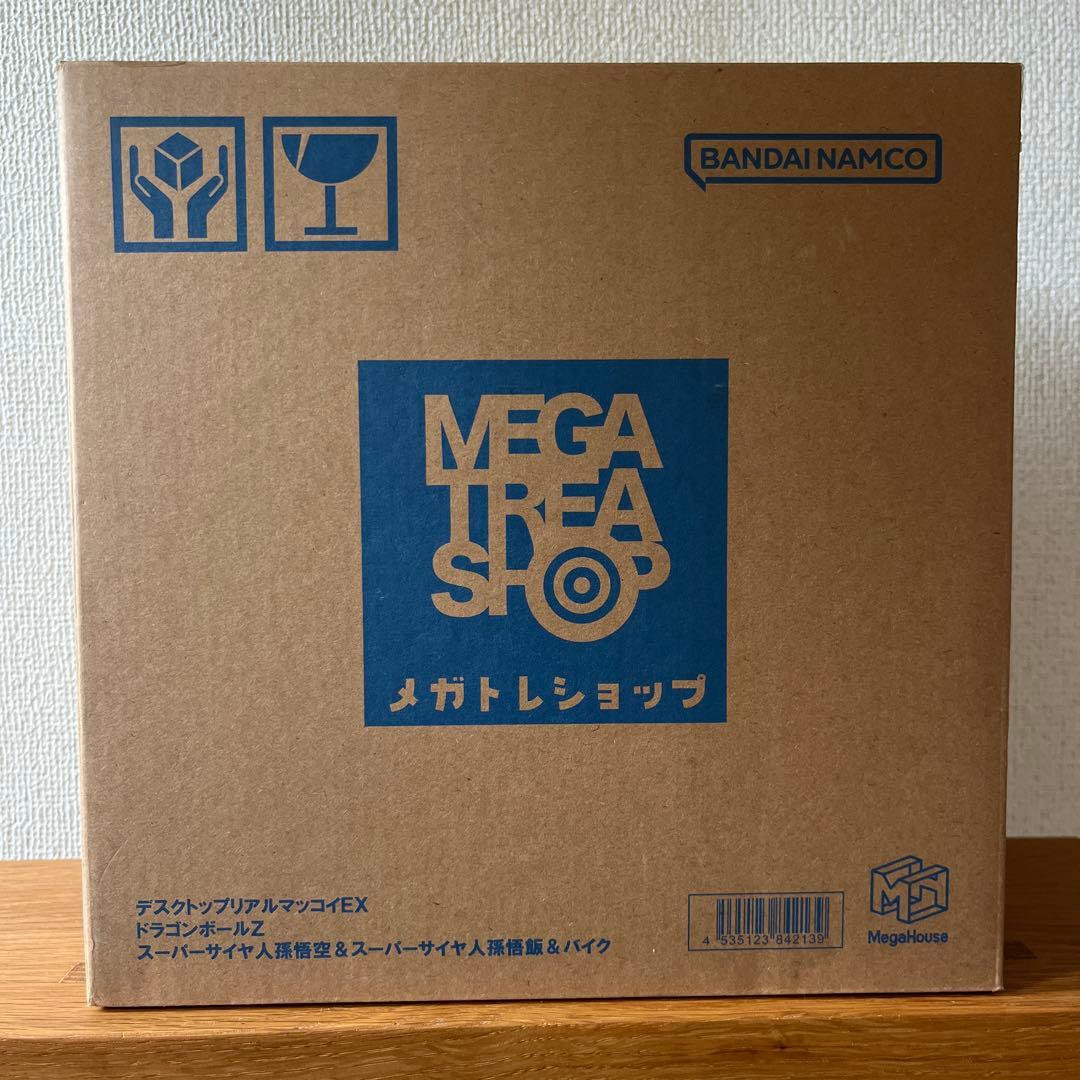 BANDAI NAMCO
MEGA
TREA
SHOP
メガトレショップ
デスクトップリアルマッコイEX
ドラゴンボールZ
スーパーサイヤ人孫悟空＆スーパーサイヤ人孫悟飯＆バイク
4 535123 842139
MegaHouse